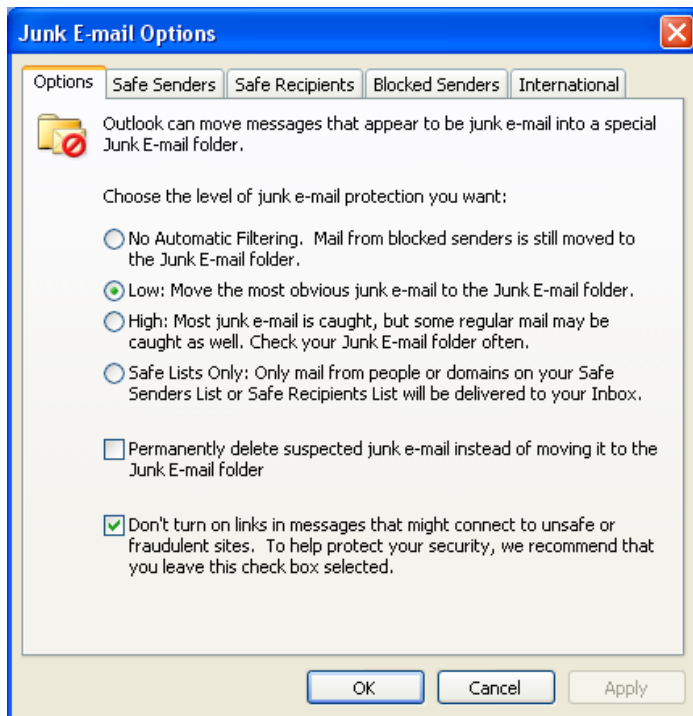 Junk E-mail Options
Options Safe Senders Safe Recipients Blocked Senders International
Outlook can move messages that appear to be junk e-mail into a special
Junk E-mail folder.
Choose the level of junk e-mail protection you want:
No Automatic Filtering.  Mail from blocked senders is still moved to
the Junk E-mail folder.
Low: Move the most obvious junk e-mail to the Junk E-mail folder.
High: Most junk e-mail is caught, but some regular mail may be
caught as well. Check your Junk E-mail folder often.
Safe Lists Only: Only mail from people or domains on your Safe
Senders List or Safe Recipients List will be delivered to your Inbox.
Permanently delete suspected junk e-mail instead of moving it to the
Junk E-mail folder
Don't turn on links in messages that might connect to unsafe or
fraudulent sites.  To help protect your security, we recommend that
you leave this check box selected.
OK Cancel Apply